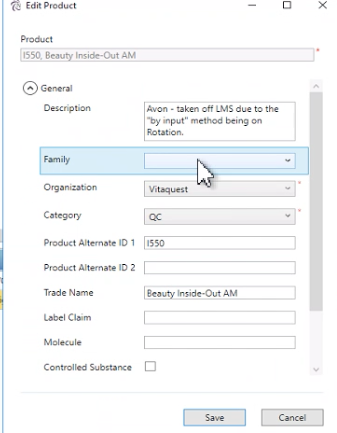 Edit Product
Product
I550, Beauty Inside-Out AM *
General
Description
Avon - taken off LMS due to the
"by input" method being on
Rotation.
Family
Organization Vitaquest *
Category QC *
Product Alternate ID 1 I550
Product Alternate ID 2
Trade Name Beauty Inside-Out AM
Label Claim
Molecule
Controlled Substance
Save Cancel